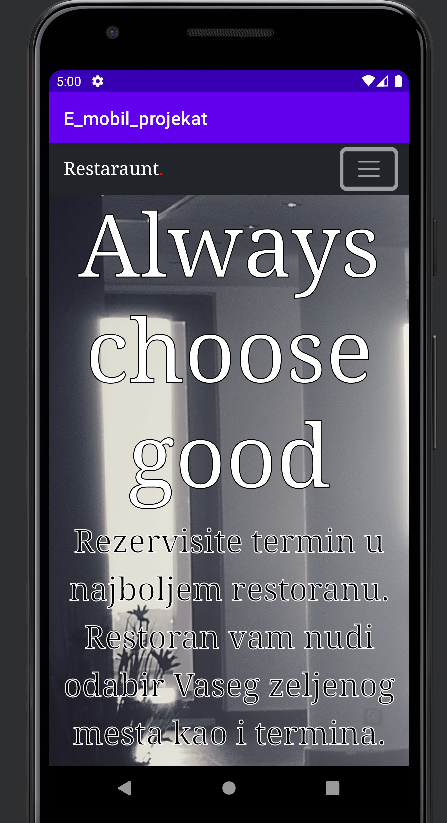 5:00
E_mobil_projekat
Restaraunt.
Always
choose
good
Rezervisite termin u
najboljem restoranu.
Restoran vam nudi
odabir Vaseg zeljenog
mesta kao i termina.